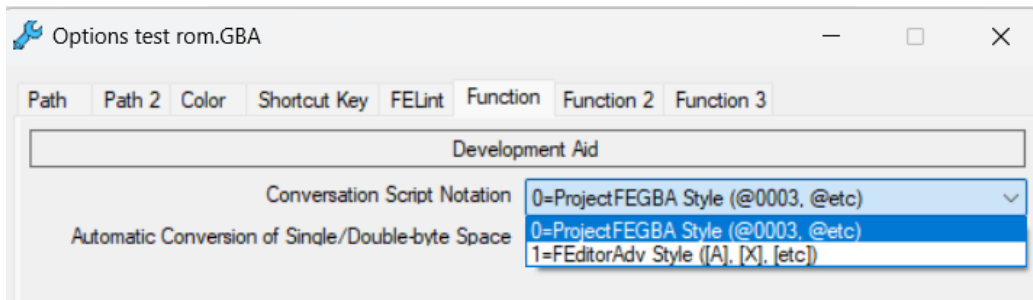 Options test rom.GBA
Path Path 2 Color Shortcut Key FELint Function Function 2 Function 3
Development Aid
Conversation Script Notation 0=ProjectFEGBA Style (@0003, @etc)
Automatic Conversion of Single/Double-byte Space 0=ProjectFEGBA Style (@0003, @etc)
1=FEditorAdv Style ([A], [X], [etc])